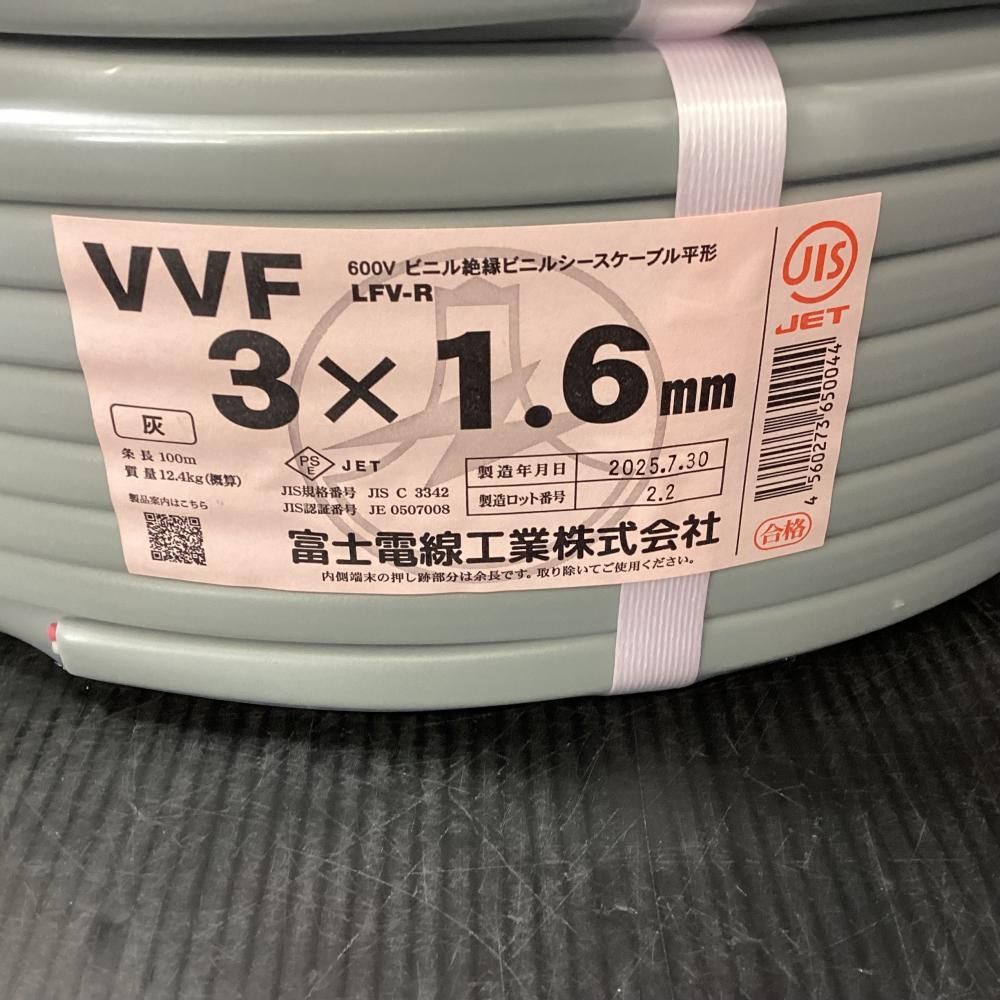 VVF
600V ビニル絶縁ビニルシースケーブル平形
LFV-R
3×1.6mm
灰
条長 100m
質量 12.4kg(概算)
製品案内はこちら
PS
E
JET
JIS規格番号 JIS C 3342
JIS認証番号 JE 0507008
製造年月日 2025.7.30
製造ロット番号 2.2
富士電線工業株式会社
内側端末の押し跡部分は余長です。取り除いてご使用ください。
JIS
JET
4560273650044
合格